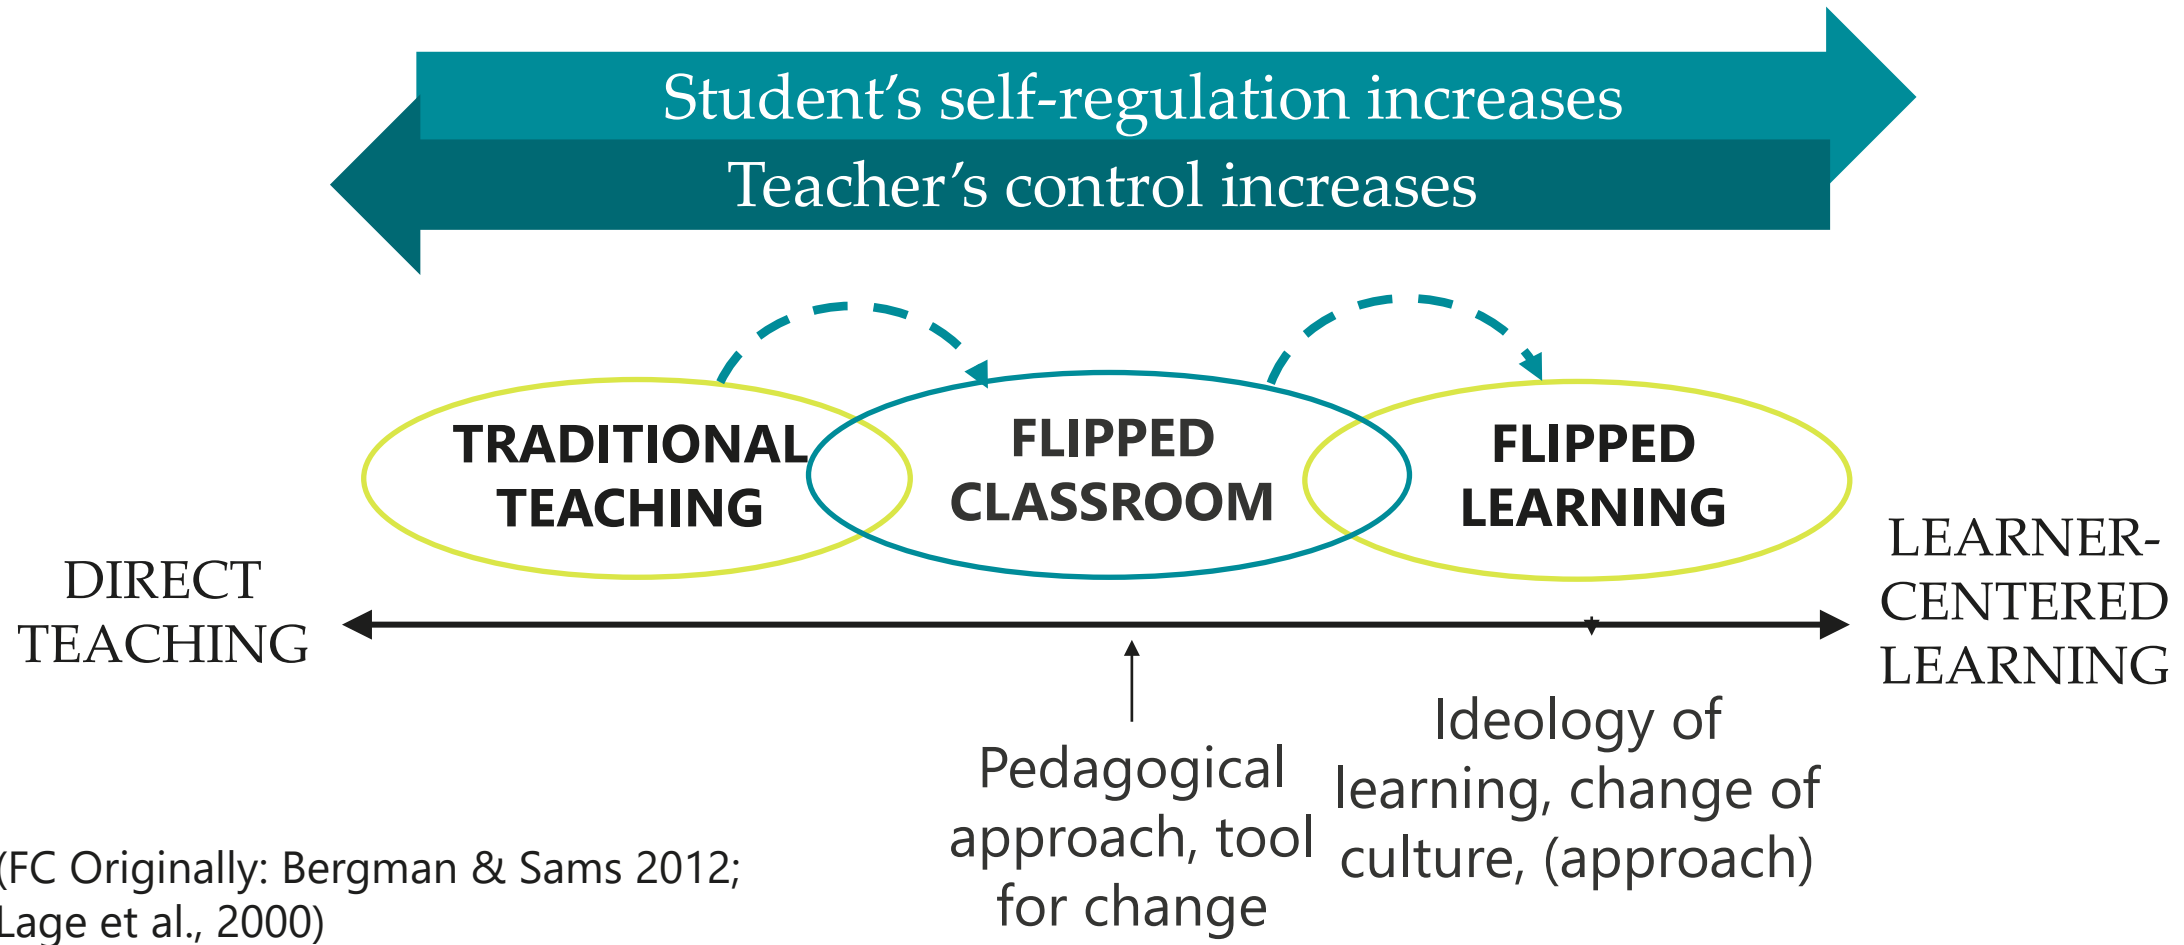 Student’s self-regulation increases
Teacher’s control increases
TRADITIONAL
TEACHING
FLIPPED
CLASSROOM
FLIPPED
LEARNING
DIRECT
TEACHING
LEARNER-
CENTERED
LEARNING
Pedagogical
approach, tool
for change
Ideology of
learning, change of
culture, (approach)
(FC Originally: Bergman & Sams 2012;
Lage et al., 2000)